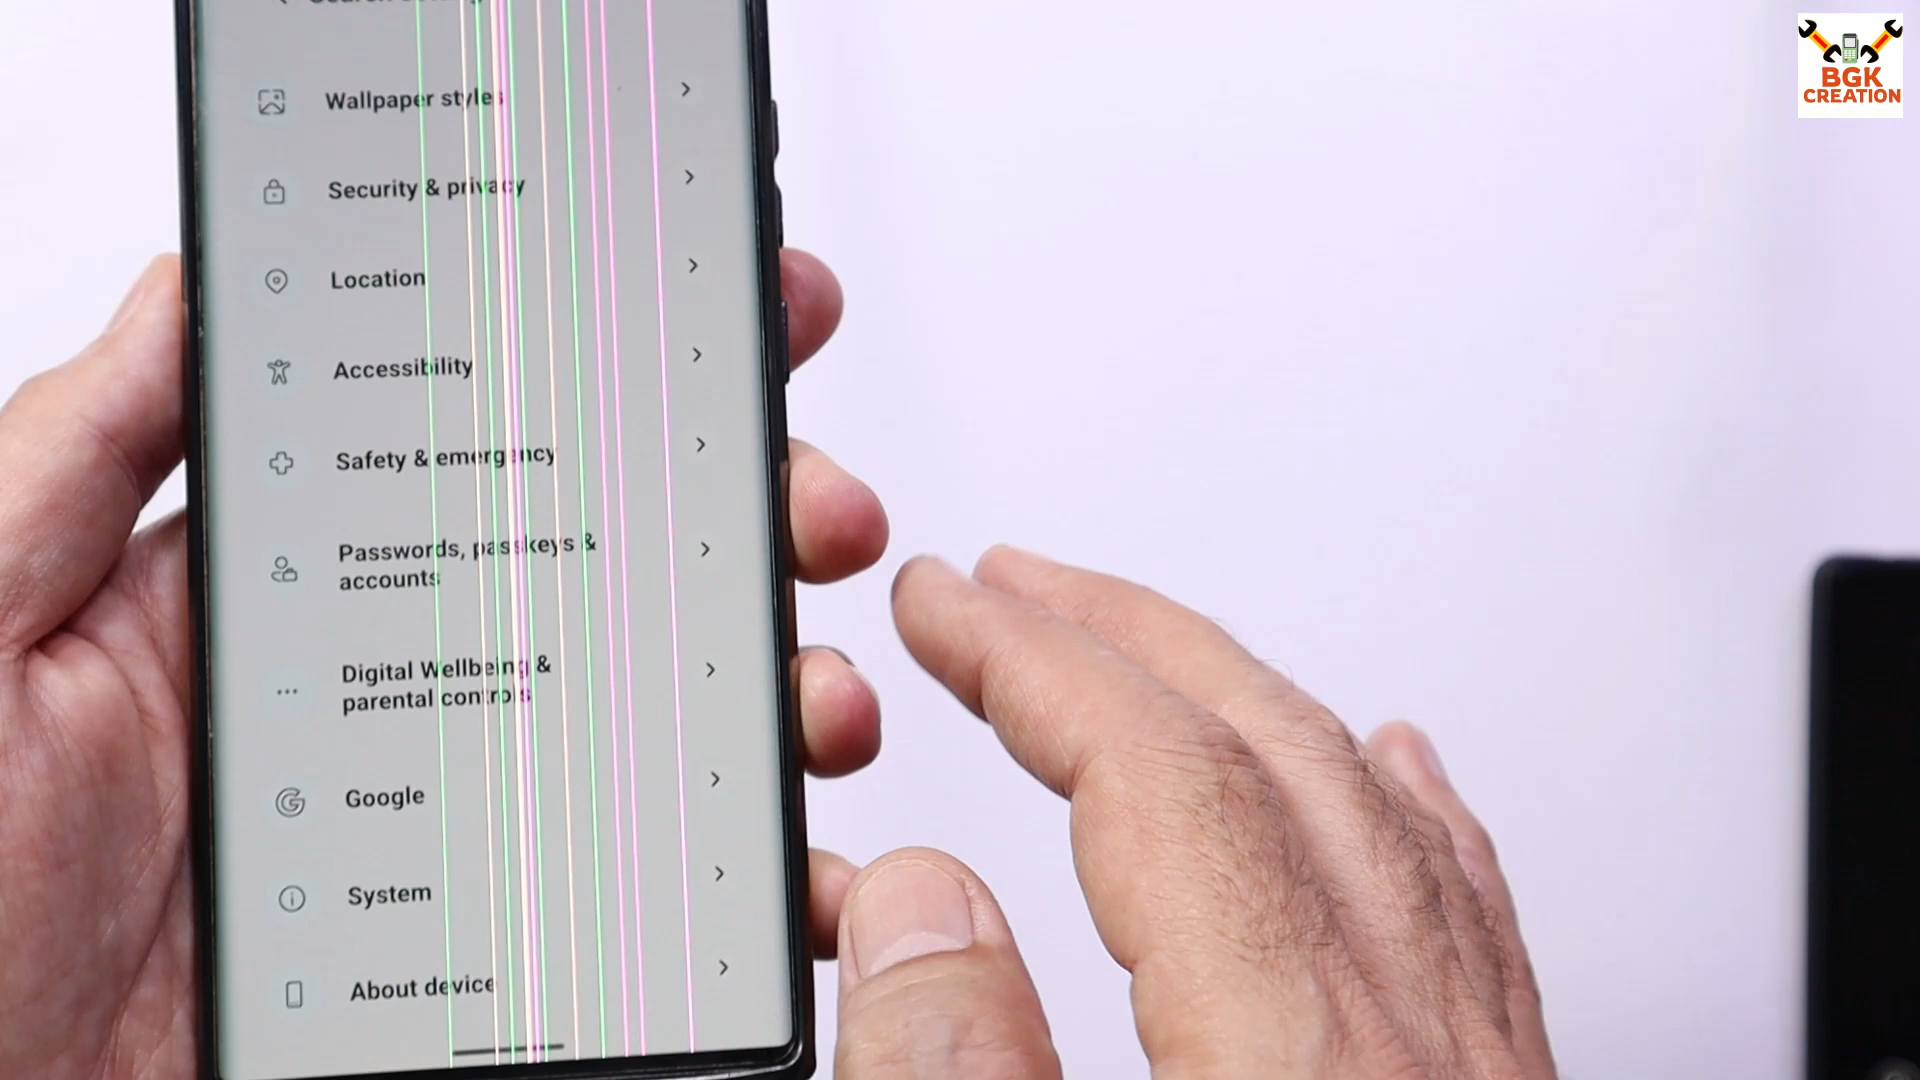 Wallpaper styles
Security & privacy
Location
Accessibility
Safety & emergency
Passwords, passkeys &
accounts
Digital Wellbeing &
parental controls
Google
System
About device
BGK
CREATION